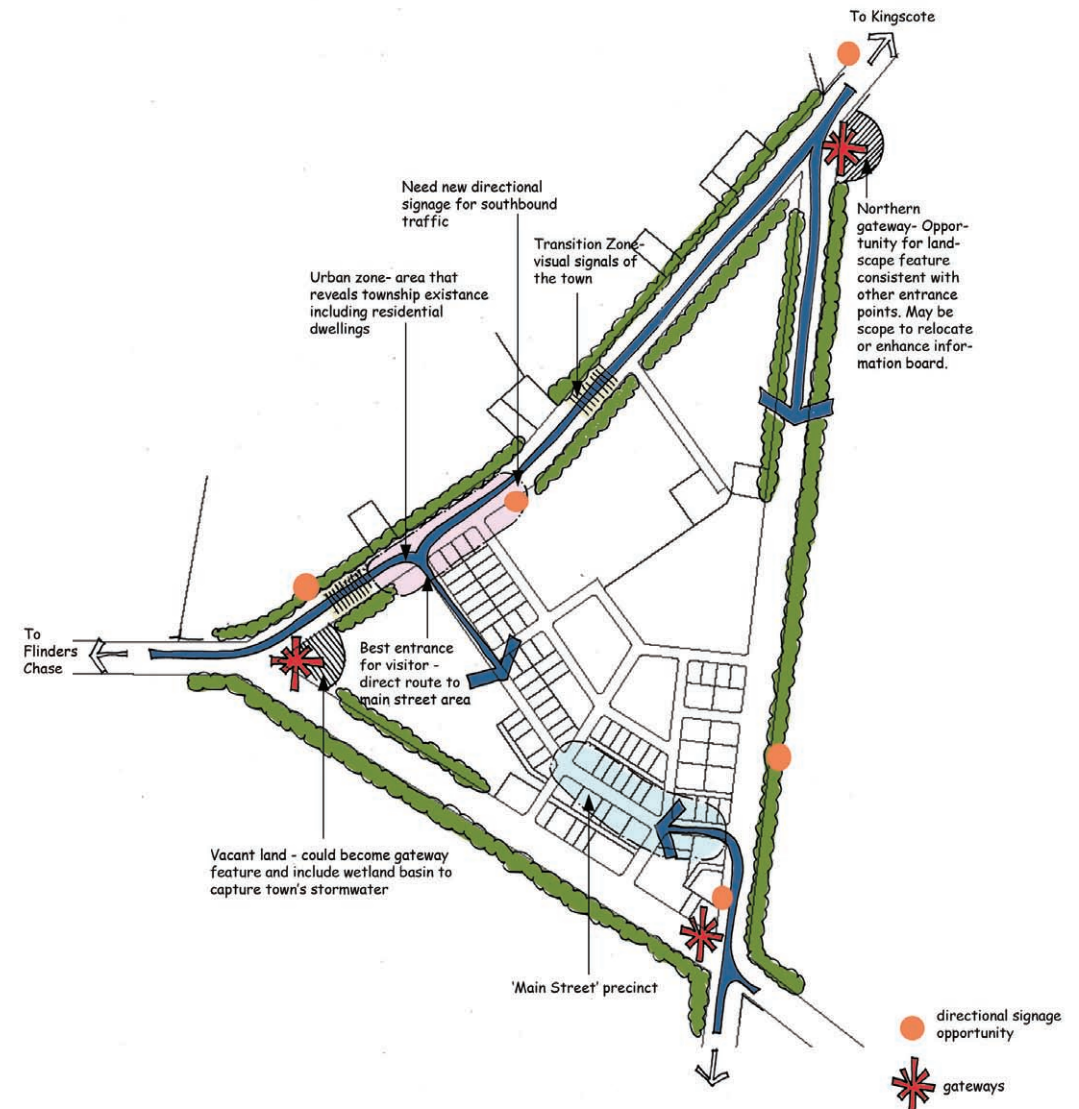 To Kingscote
Need new directional
signage for southbound
traffic
Transition Zone-
visual signals of
the town
Northern
gateway- Oppor-
tunity for land-
scape feature
consistent with
other entrance
points. May be
scope to relocate
or enhance infor-
mation board.
Urban zone- area that
reveals township existance
including residential
dwellings
To
Flinders
Chase
Best entrance
for visitor -
direct route to
main street area
Vacant land - could become gateway
feature and include wetland basin to
capture town's stormwater
'Main Street' precinct
directional signage
opportunity
gateways